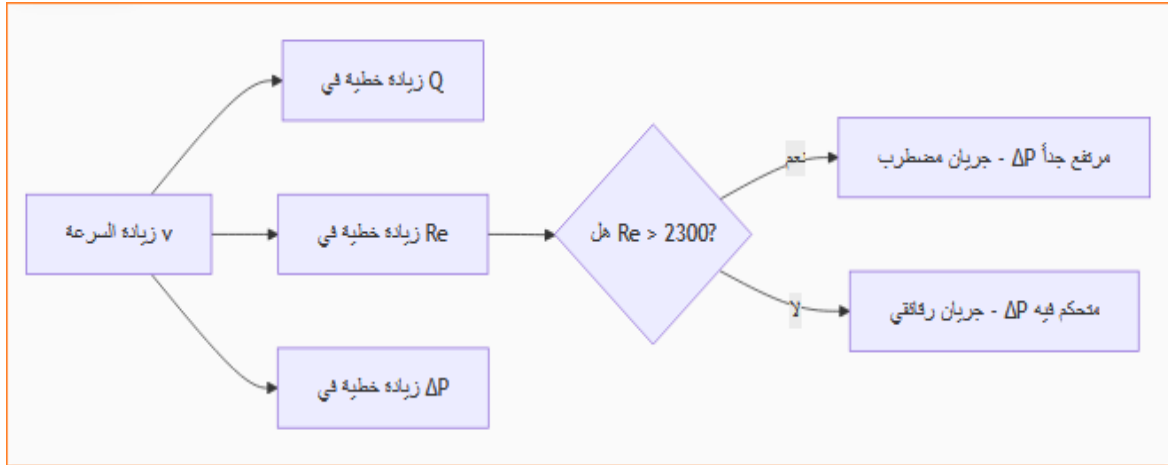 زيادة خطية في Q
زيادة السرعة v
زيادة خطية في Re
زيادة خطية في ΔP
هل Re > 2300?
نعم
لا
مرتفع جداً ΔP - جريان مضطرب
متحكم فيه ΔP - جريان رقائقي